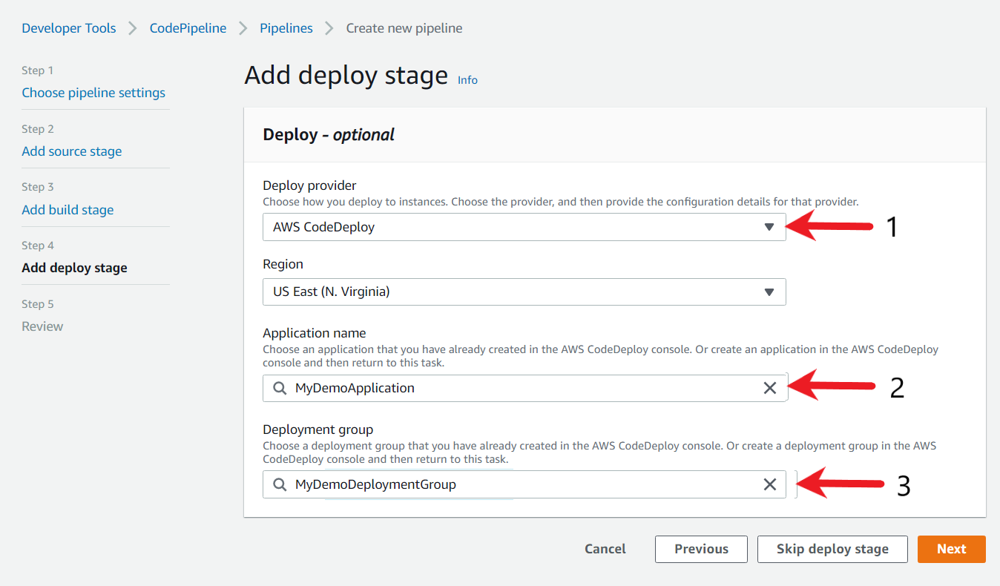 Developer Tools > CodePipeline > Pipelines > Create new pipeline
Step 1
Choose pipeline settings
Step 2
Add source stage
Step 3
Add build stage
Step 4
Add deploy stage
Step 5
Review
Add deploy stage Info
Deploy - optional
Deploy provider
Choose how you deploy to instances. Choose the provider, and then provide the configuration details for that provider.
AWS CodeDeploy
1
Region
US East (N. Virginia)
Application name
Choose an application that you have already created in the AWS CodeDeploy console. Or create an application in the AWS CodeDeploy
console and then return to this task.
MyDemoApplication
2
Deployment group
Choose a deployment group that you have already created in the AWS CodeDeploy console. Or create a deployment group in the AWS
CodeDeploy console and then return to this task.
MyDemoDeploymentGroup
3
Cancel
Previous
Skip deploy stage
Next